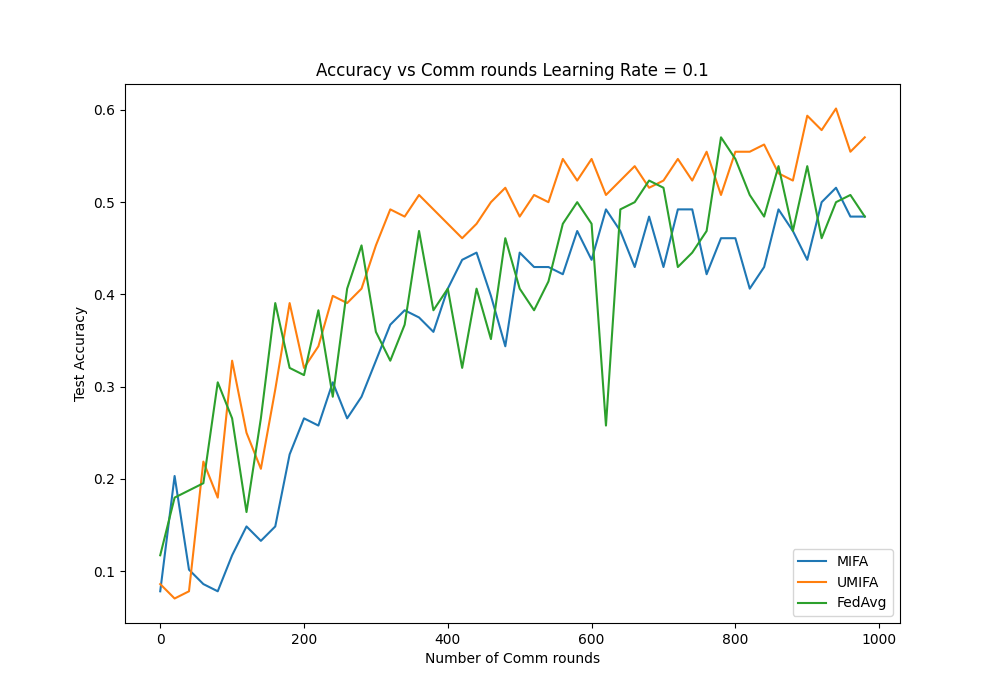 Accuracy vs Comm rounds Learning Rate = 0.1
Test Accuracy
0.6
0.5
0.4
0.3
0.2
0.1
0 200 400 600 800 1000
Number of Comm rounds
MIFA
UMIFA
FedAvg